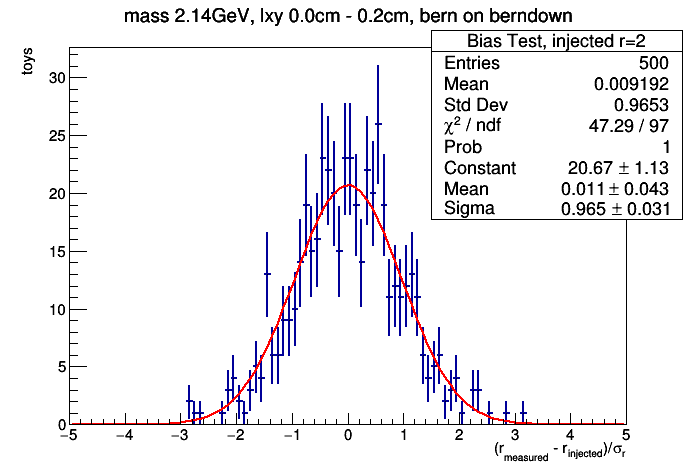 mass 2.14GeV, lxy 0.0cm - 0.2cm, bern on berndown
Bias Test, injected r=2
Entries 500
Mean 0.009192
Std Dev 0.9653
χ² / ndf 47.29 / 97
Prob 1
Constant 20.67 ± 1.13
Mean 0.011 ± 0.043
Sigma 0.965 ± 0.031
toys
30
25
20
15
10
5
0
−5 −4 −3 −2 −1 0 1 2 3 4 5
(r_measured - r_injected)/σ_r